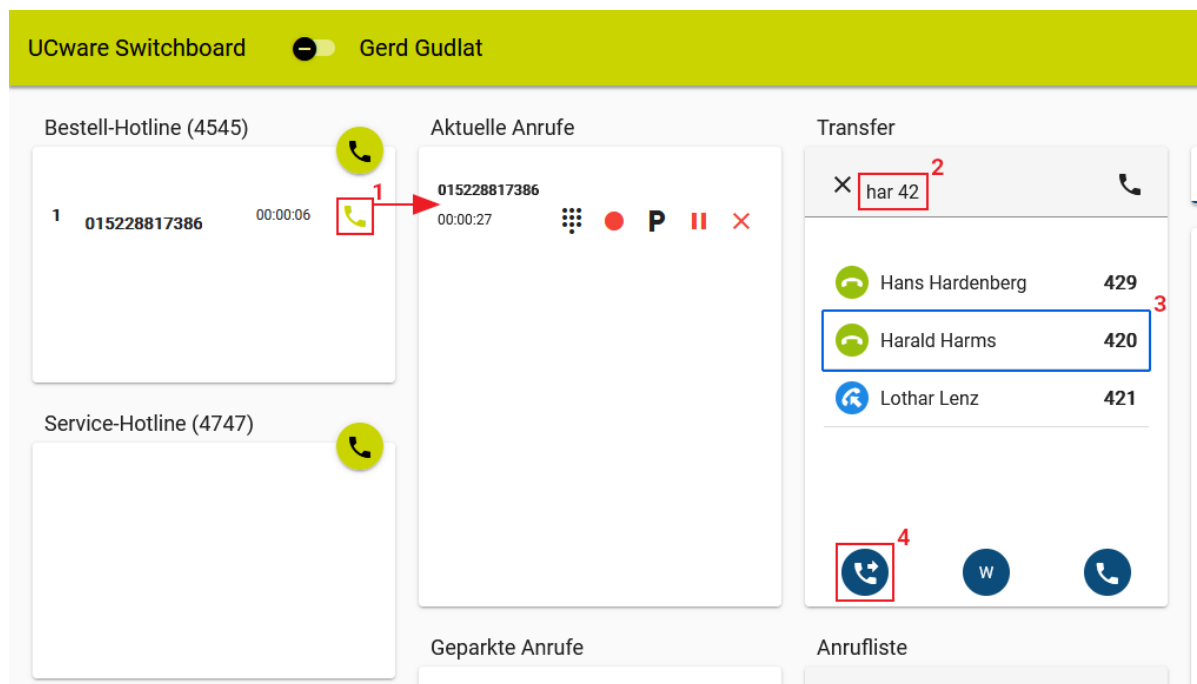 UCware Switchboard
Gerd Gudlat
Bestell-Hotline (4545)
1 015228817386 00:00:06
1
Service-Hotline (4747)
Aktuelle Anrufe
015228817386
00:00:27 P
Geparkte Anrufe
Transfer
har 42
2
Hans Hardenberg 429
3
Harald Harms 420
Lothar Lenz 421
4
W
Anrufliste